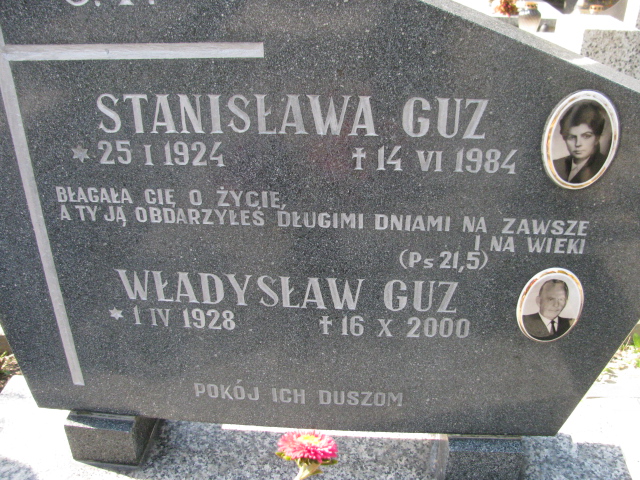 STANISŁAWA GUZ
* 25 I 1924 † 14 VI 1984
BŁAGAŁA CIĘ O ŻYCIE,
A TY JĄ OBDARZYŁEŚ DŁUGIMI DNIAMI NA ZAWSZE
I NA WIEKI
(Ps 21,5)
WŁADYSŁAW GUZ
* 1 IV 1928 † 16 X 2000
POKÓJ ICH DUSZOM